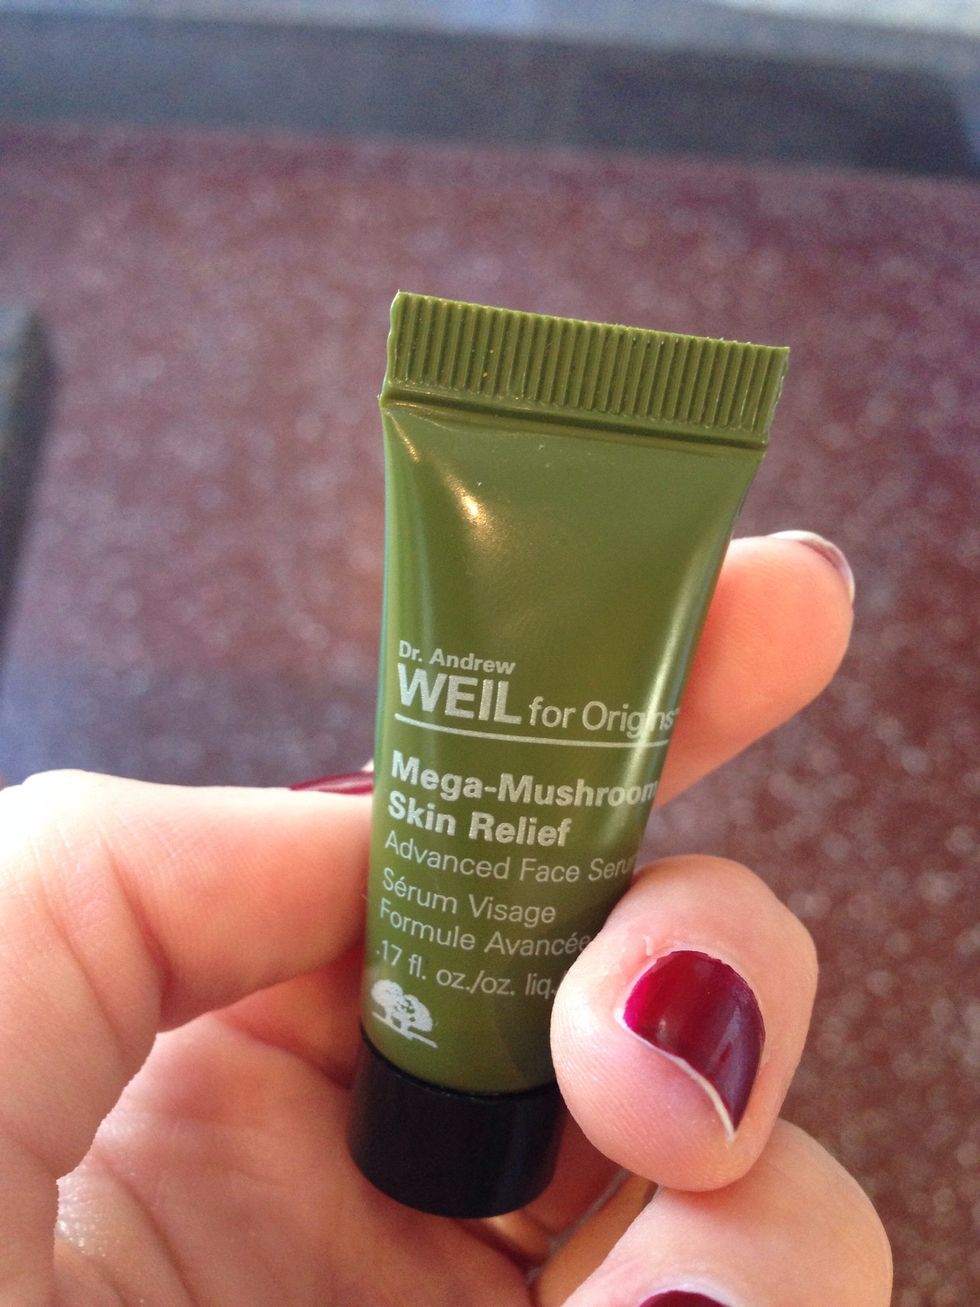 Dr. Andrew
WEIL for Origins
Mega-Mushroom
Skin Relief
Advanced Face Serum
Sérum Visage
Formule Avancée
.17 fl. oz./oz. liq.